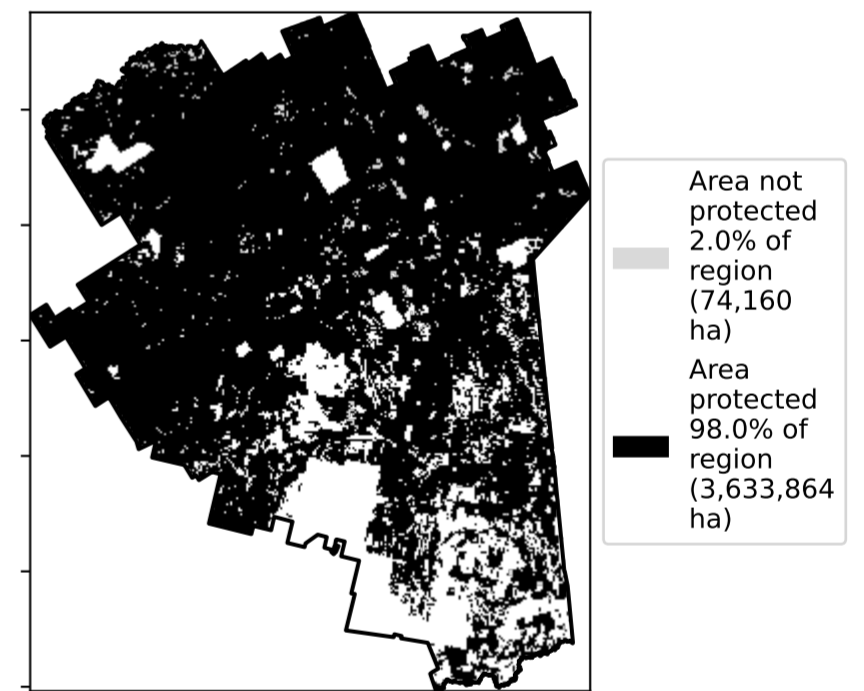 Area not
protected
2.0% of
region
(74,160
ha)
Area
protected
98.0% of
region
(3,633,864
ha)